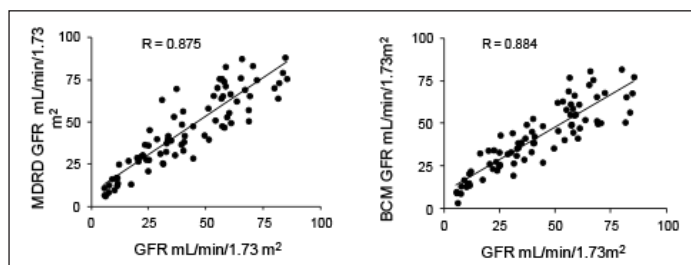 R = 0.875
MDRD GFR mL/min/1.73
m²
100
75
50
25
0
0 25 50 75 100
GFR mL/min/1.73 m²
R = 0.884
BCM GFR mL/min/1.73m²
100
75
50
25
0
0 25 50 75 100
GFR mL/min/1.73m²